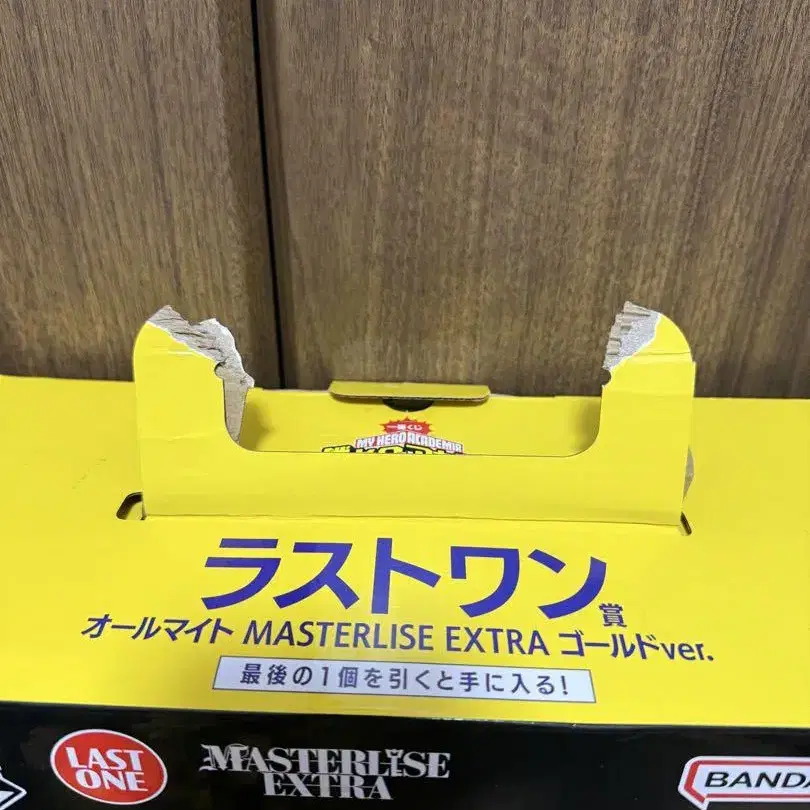 一番くじ
MY HERO ACADEMIA
ラストワン賞
オールマイト MASTERLISE EXTRA ゴールドver.
最後の1個を引くと手に入る!
LAST
ONE
MASTERLISE
EXTRA